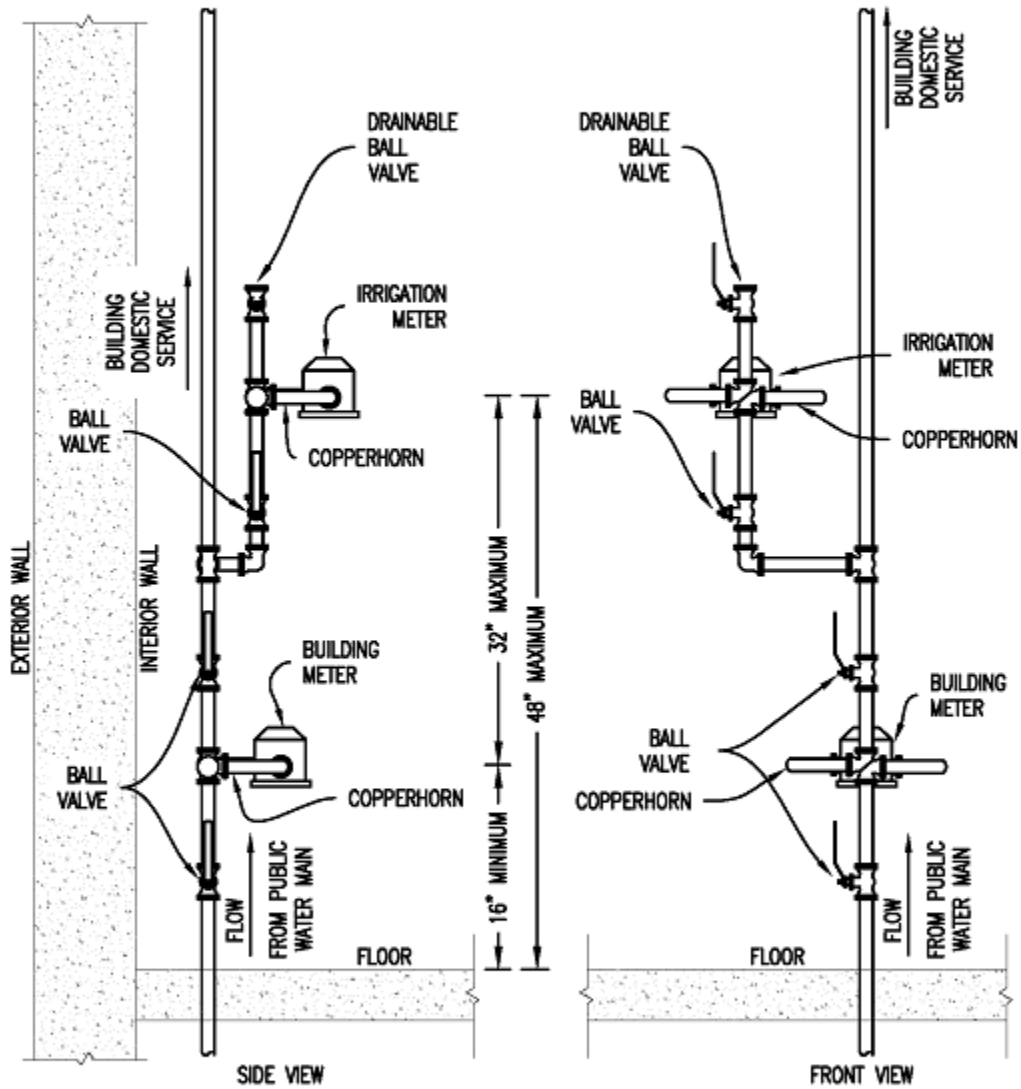 DRAINABLE
BALL
VALVE
IRRIGATION
METER
BUILDING
DOMESTIC
SERVICE
BALL
VALVE
COPPERHORN
EXTERIOR WALL
INTERIOR WALL
BUILDING
METER
BALL
VALVE
COPPERHORN
FLOW
FROM PUBLIC
WATER MAIN
FLOOR
32" MAXIMUM
48" MAXIMUM
16" MINIMUM
SIDE VIEW
BUILDING
DOMESTIC
SERVICE
DRAINABLE
BALL
VALVE
IRRIGATION
METER
BALL
VALVE
COPPERHORN
BUILDING
METER
BALL
VALVE
COPPERHORN
FLOW
FROM PUBLIC
WATER MAIN
FLOOR
FRONT VIEW